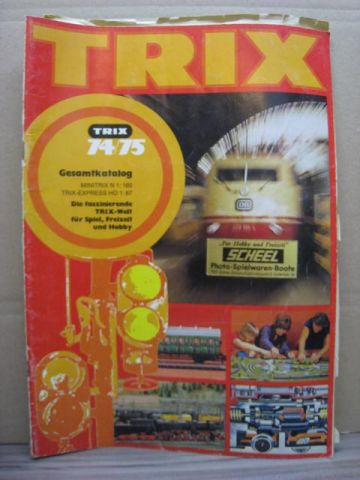 TRIX
TRIX
74/75
Gesamtkatalog
MINITRIX N 1:160
TRIX-EXPRESS HO 1:87
Die faszinierende
TRIX-Welt
für Spiel, Freizeit
und Hobby
DB
„Für Hobby und Freizeit"
SCHEEL
Photo-Spielwaren-Boote